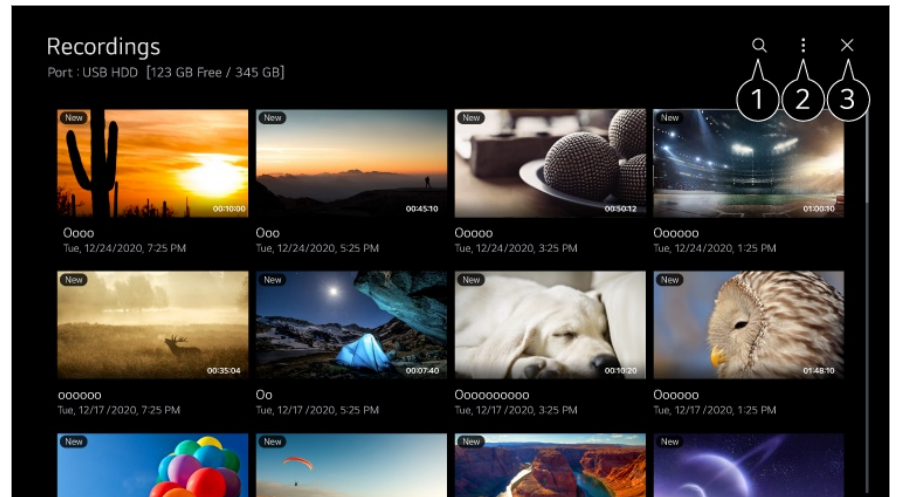 Recordings
Port : USB HDD [123 GB Free / 345 GB]
1 2 3
New New New New
00:10:00 00:45:10 00:50:12 01:00:10
Oooo Ooo Ooooo Oooooo
Tue, 12/24/2020, 7:25 PM Tue, 12/24/2020, 5:25 PM Tue, 12/24/2020, 3:25 PM Tue, 12/24/2020, 1:25 PM
New New New New
00:35:04 00:07:40 00:10:20 01:48:10
oooooo Oo Oooooooooo Oooooo
Tue, 12/17 /2020, 7:25 PM Tue, 12/17 /2020, 5:25 PM Tue, 12/17 /2020, 3:25 PM Tue, 12/17 /2020, 1:25 PM
New New New New